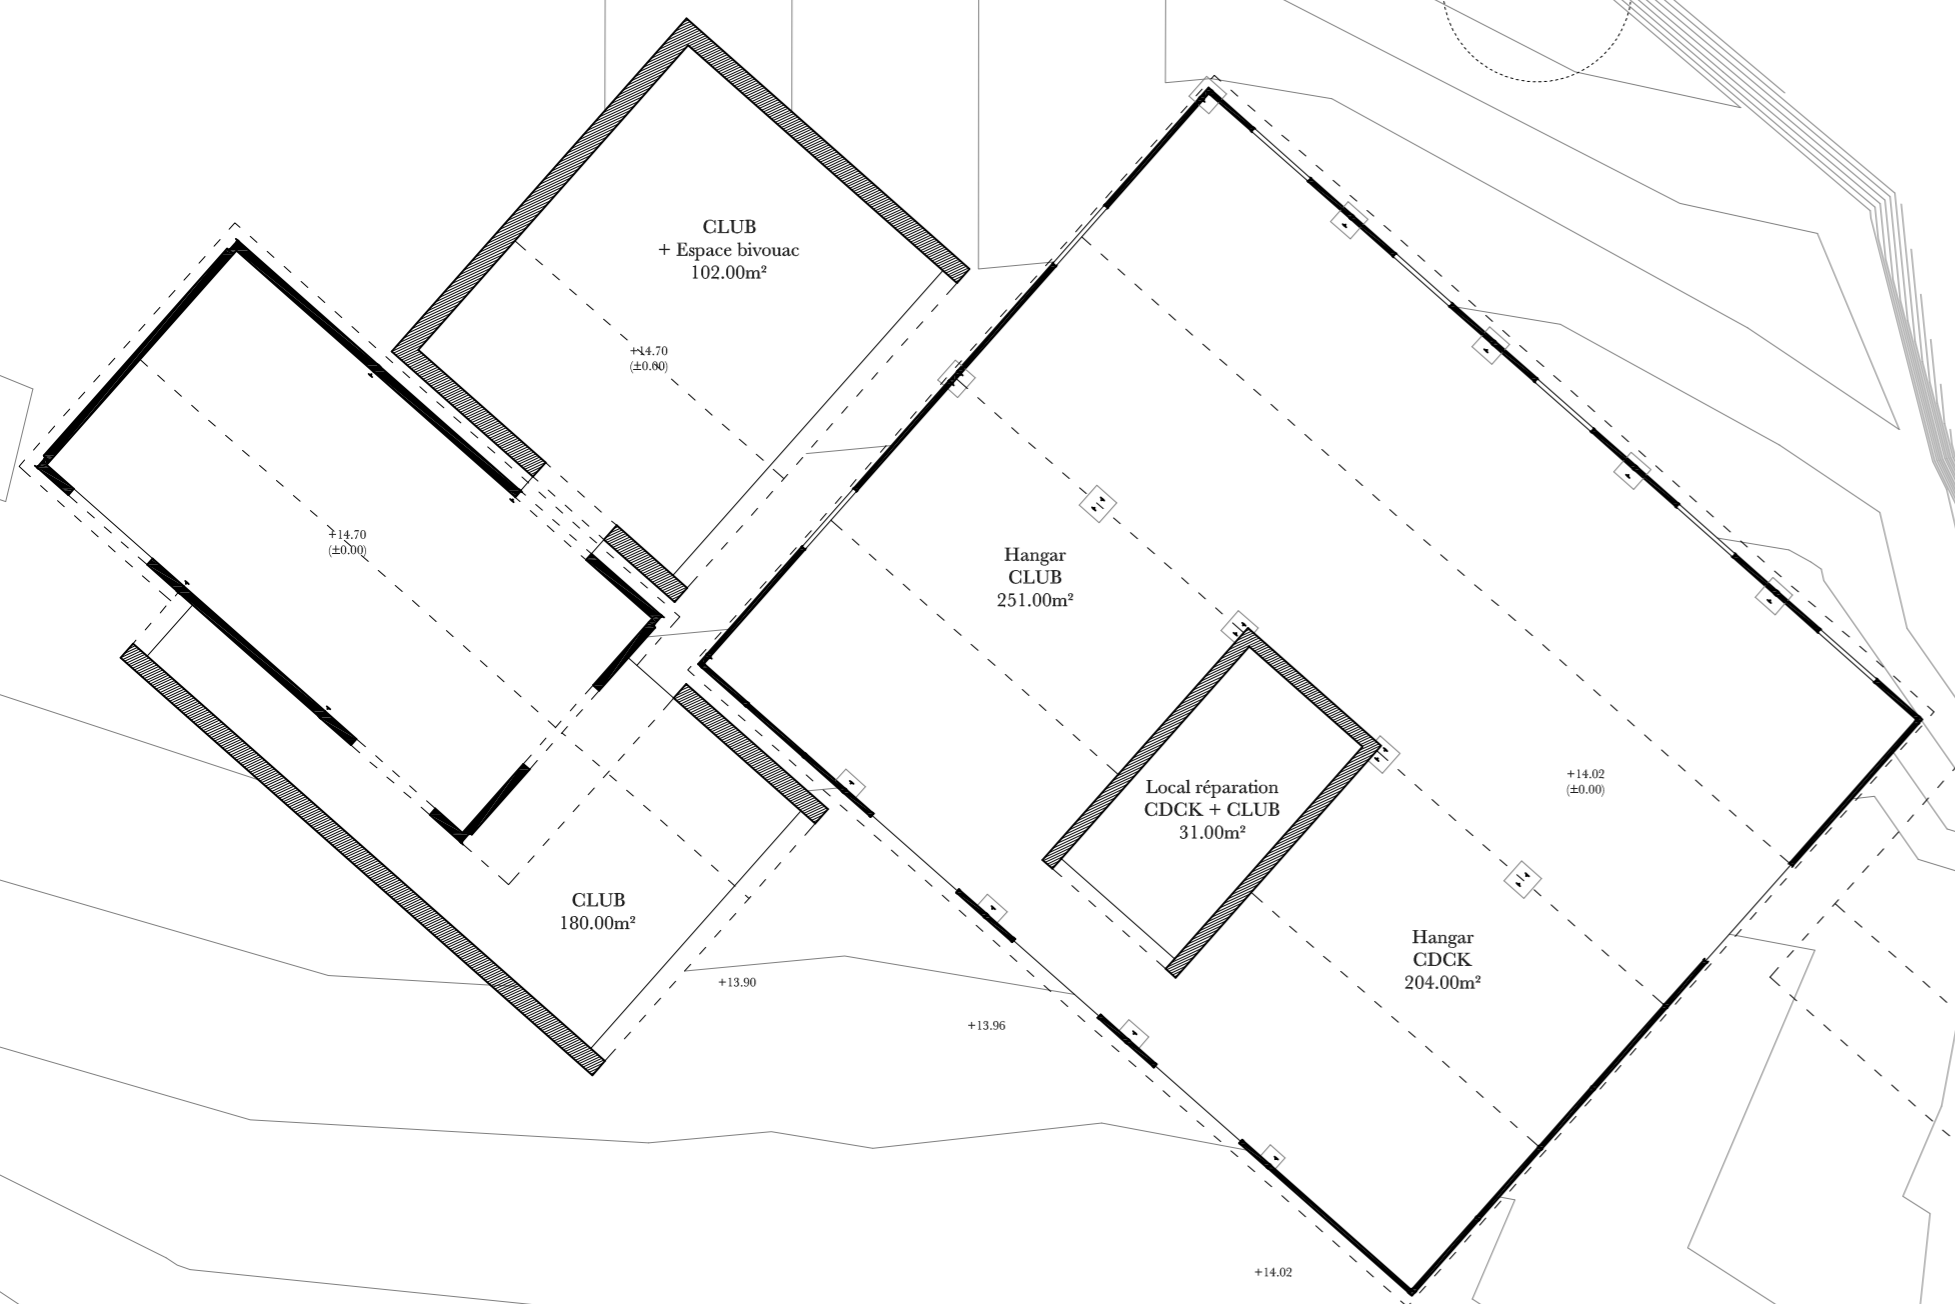 CLUB
+ Espace bivouac
102.00m²
+14.70
(±0.00)
+14.70
(±0.00)
Hangar
CLUB
251.00m²
Local réparation
CDCK + CLUB
31.00m²
+14.02
(±0.00)
CLUB
180.00m²
Hangar
CDCK
204.00m²
+13.90
+13.96
+14.02